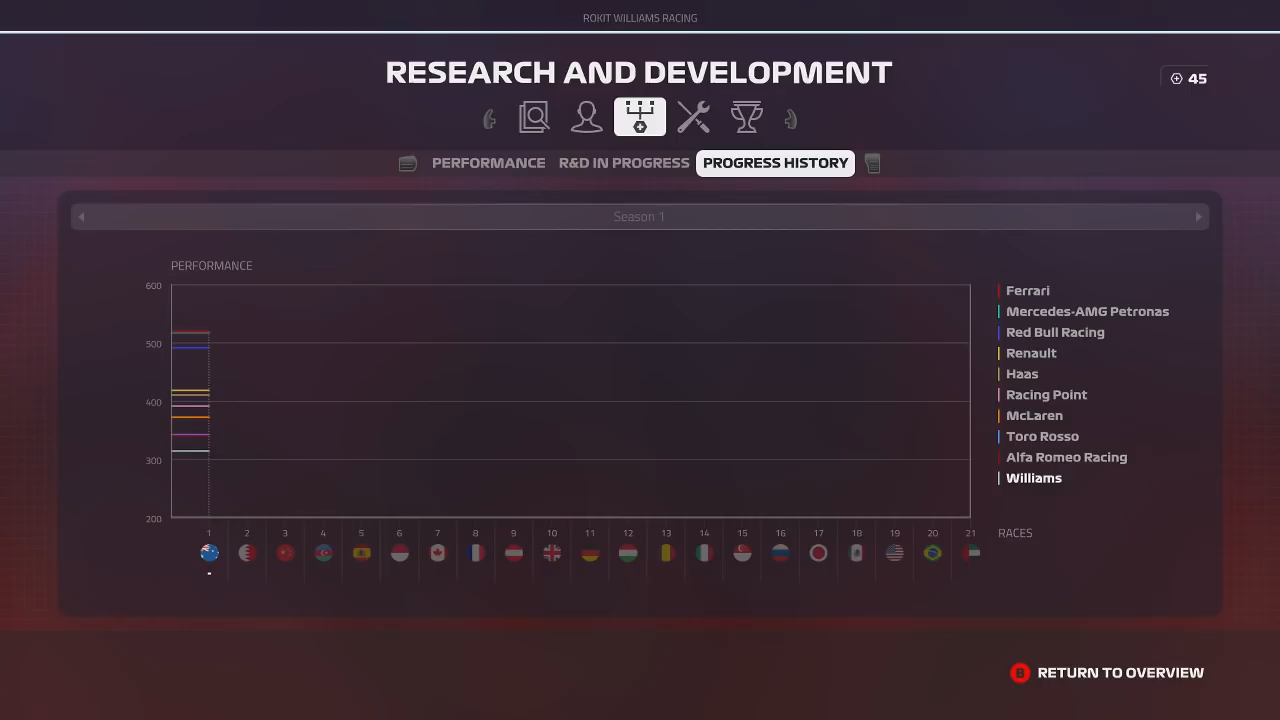 ROKIT WILLIAMS RACING
RESEARCH AND DEVELOPMENT
45
PERFORMANCE R&D IN PROGRESS PROGRESS HISTORY
Season 1
PERFORMANCE
600
500
400
300
200
Ferrari
Mercedes-AMG Petronas
Red Bull Racing
Renault
Haas
Racing Point
McLaren
Toro Rosso
Alfa Romeo Racing
Williams
1 2 3 4 5 6 7 8 9 10 11 12 13 14 15 16 17 18 19 20 21 RACES
-
B RETURN TO OVERVIEW